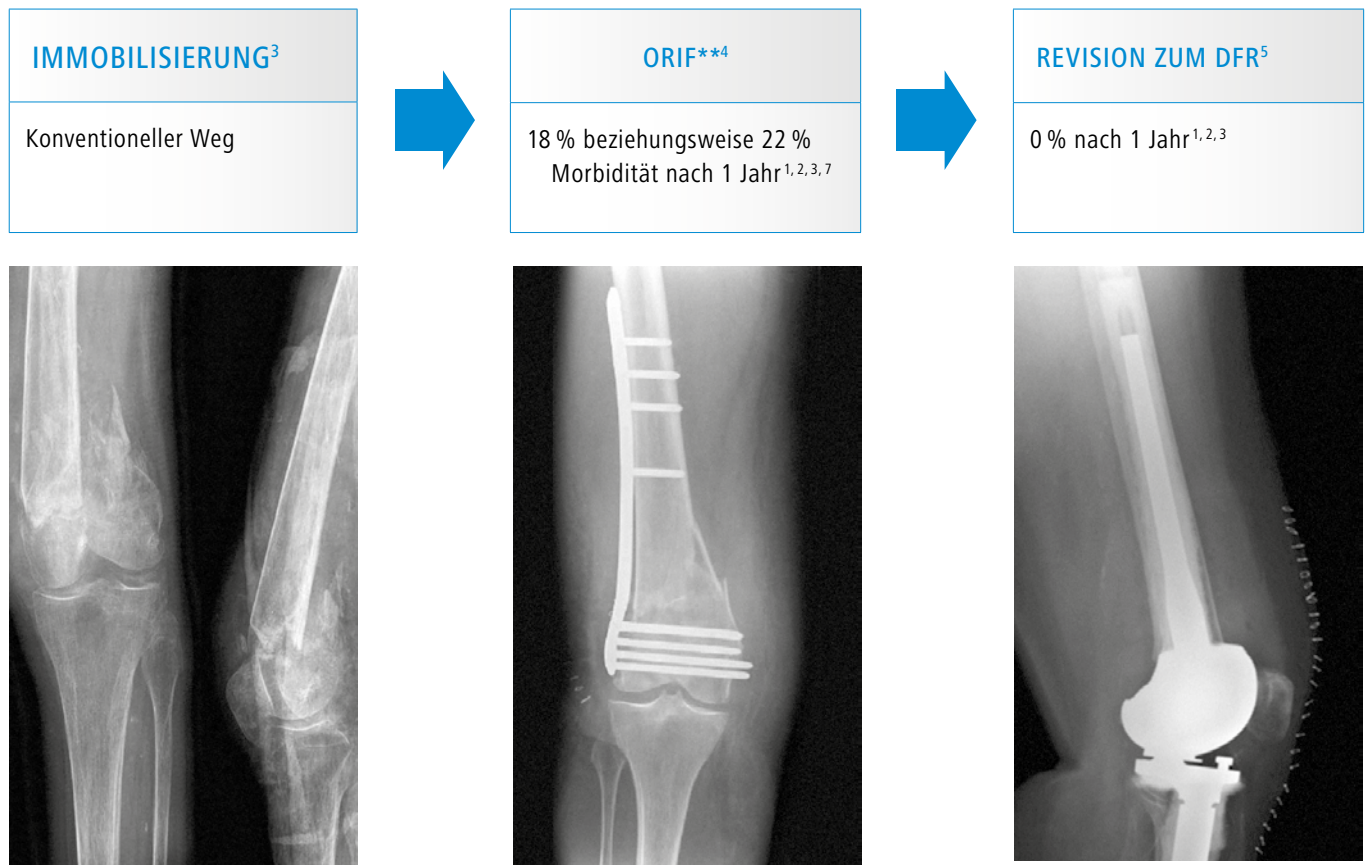 IMMOBILISIERUNG³
Konventioneller Weg
ORIF**⁴
18 % beziehungsweise 22 %
Morbidität nach 1 Jahr¹, ², ³, ⁷
REVISION ZUM DFR⁵
0 % nach 1 Jahr¹, ², ³